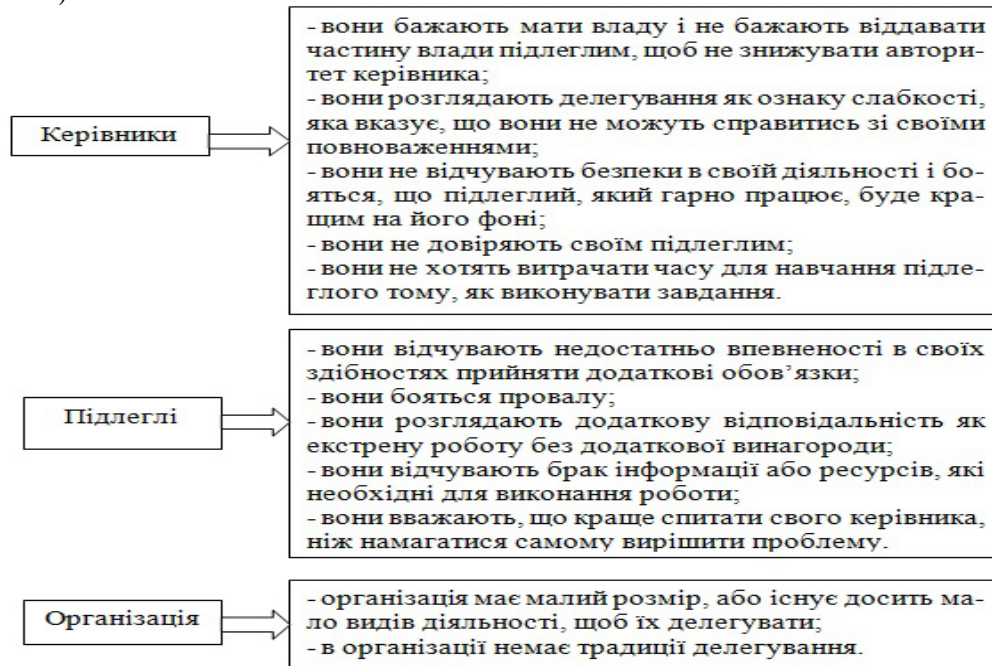 - вони бажають мати владу і не бажають віддавати
частину влади підлеглим, щоб не знижувати автори-
тет керівника;
- вони розглядають делегування як ознаку слабкості,
яка вказує, що вони не можуть справитись зі своїми
повноваженнями;
- вони не відчувають безпеки в своїй діяльності і бо-
яться, що підлеглий, який гарно працює, буде кра-
щим на його фоні;
- вони не довіряють своїм підлеглим;
- вони не хотять витрачати часу для навчання підле-
глого тому, як виконувати завдання.
Керівники
- вони відчувають недостатньо впевненості в своїх
здібностях прийняти додаткові обов’язки;
- вони бояться провалу;
- вони розглядають додаткову відповідальність як
екстрену роботу без додаткової винагороди;
- вони відчувають брак інформації або ресурсів, які
необхідні для виконання роботи;
- вони вважають, що краще спитати свого керівника,
ніж намагатися самому вирішити проблему.
Підлеглі
- організація має малий розмір, або існує досить ма-
ло видів діяльності, щоб їх делегувати;
- в організації немає традиції делегування.
Організація